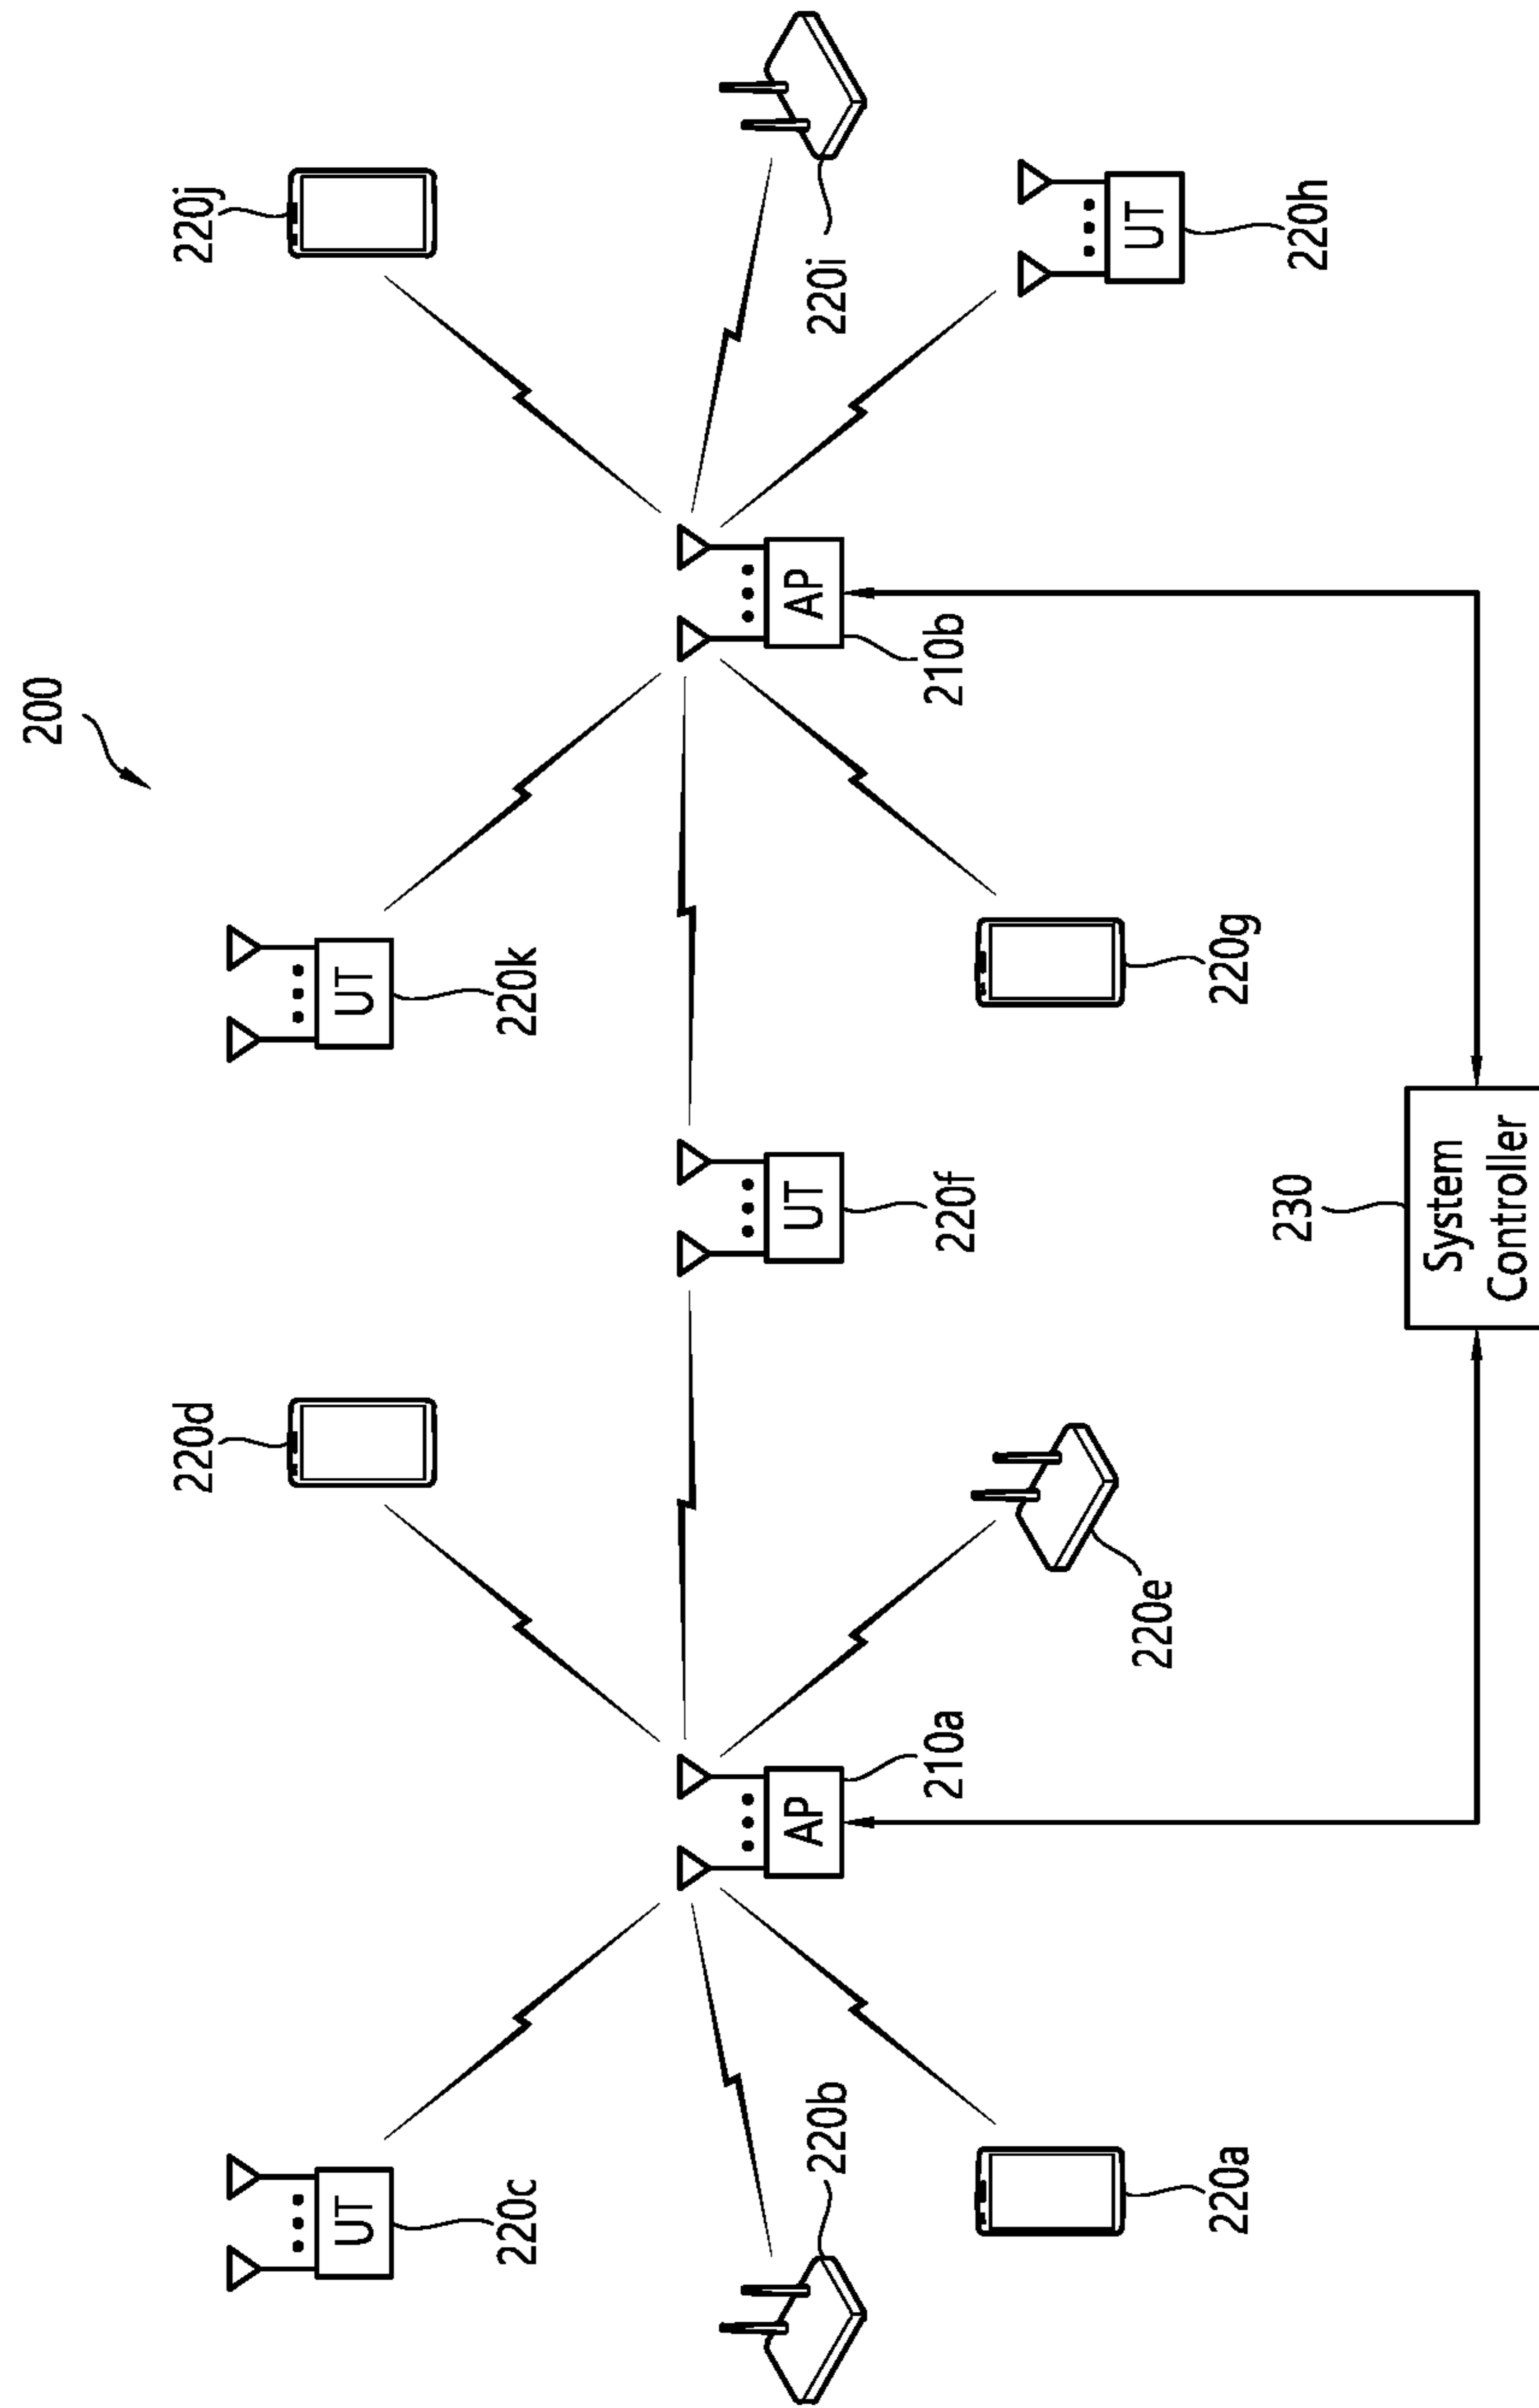 200
220d
220j
UT
UT
220c
220k
AP
UT
AP
220b
220i
210a
220f
210b
UT
220e
220a
220g
230
220h
System
Controller